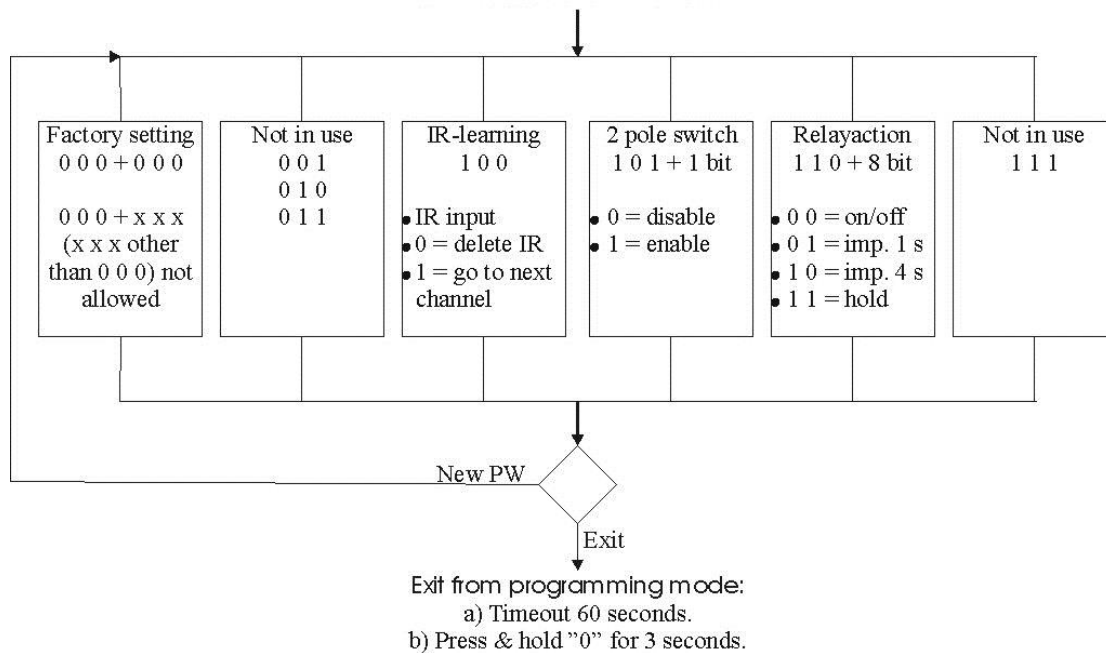 Factory setting
0 0 0 + 0 0 0
0 0 0 + x x x
(x x x other
than 0 0 0) not
allowed
Not in use
0 0 1
0 1 0
0 1 1
IR-learning
1 0 0
• IR input
• 0 = delete IR
• 1 = go to next
channel
2 pole switch
1 0 1 + 1 bit
• 0 = disable
• 1 = enable
Relayaction
1 1 0 + 8 bit
• 0 0 = on/off
• 0 1 = imp. 1 s
• 1 0 = imp. 4 s
• 1 1 = hold
Not in use
1 1 1
New PW
Exit
Exit from programming mode:
a) Timeout 60 seconds.
b) Press & hold "0" for 3 seconds.